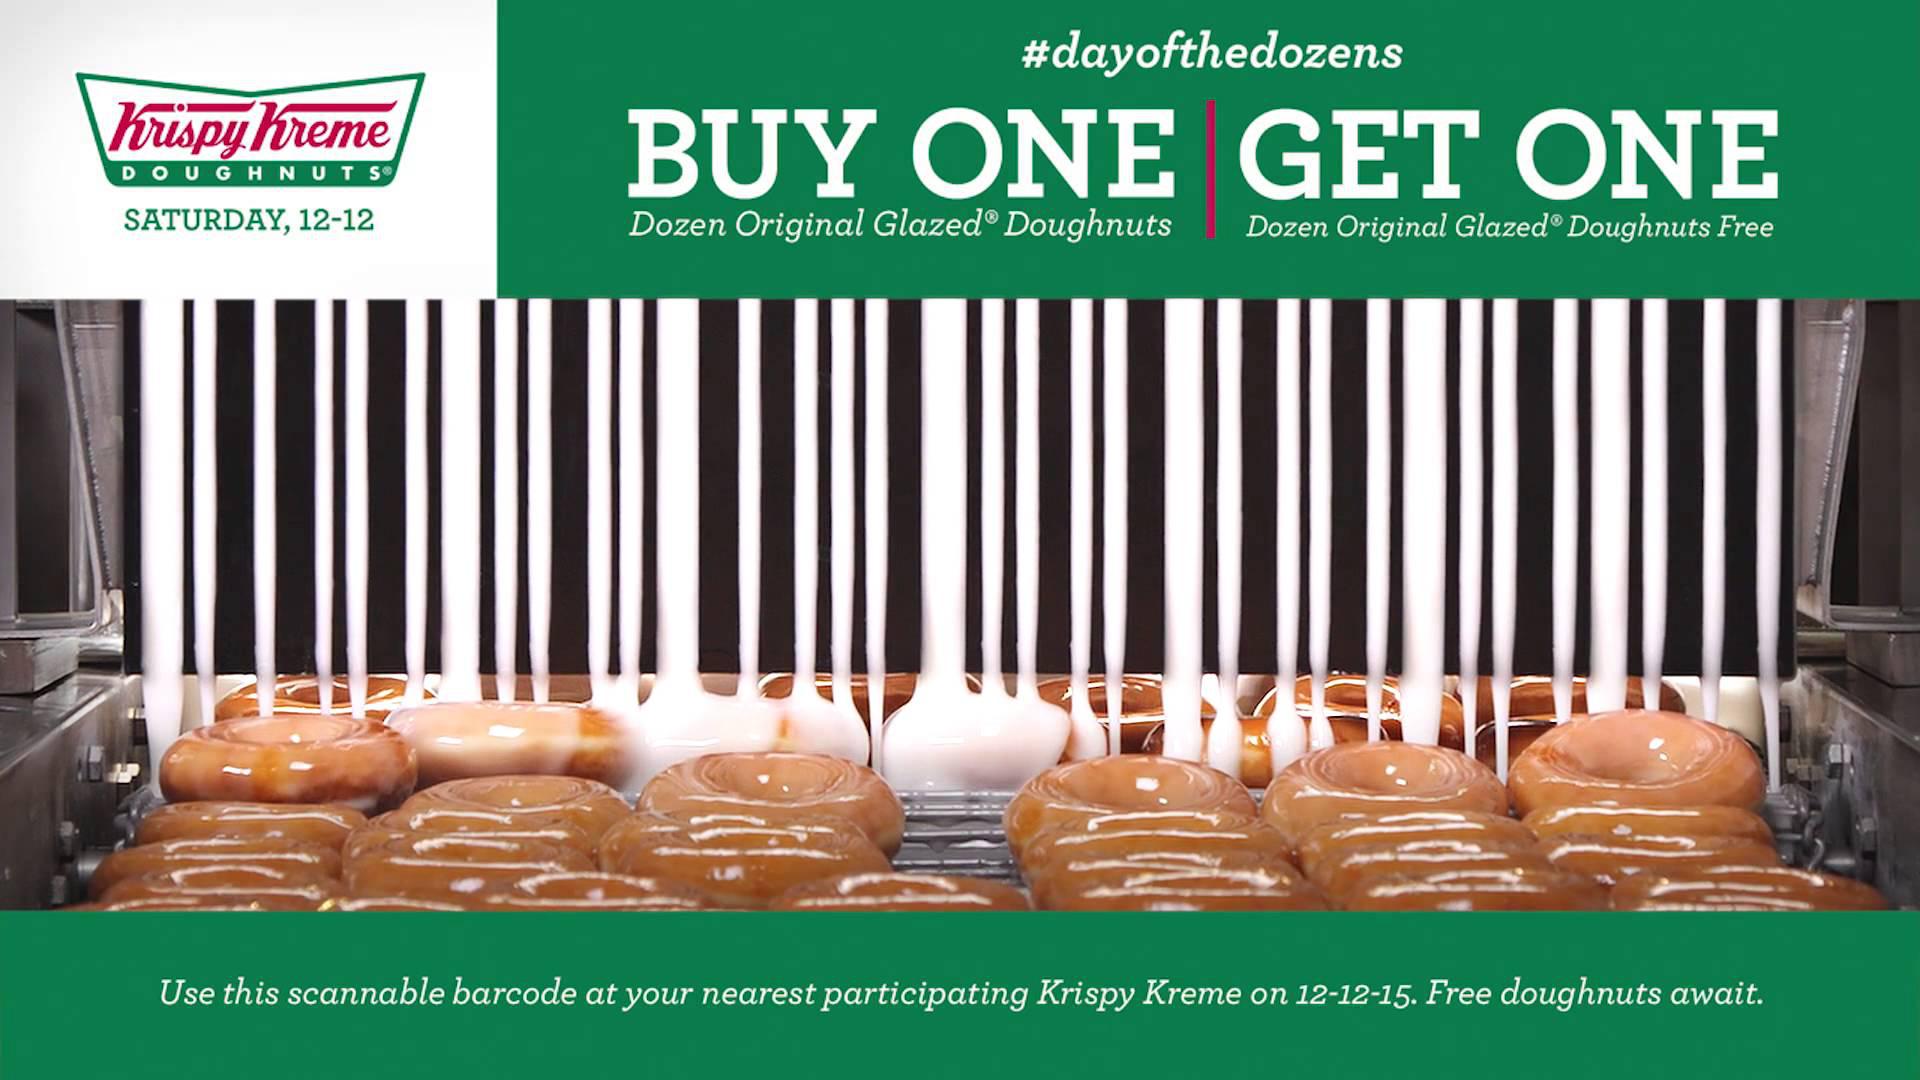 Krispy Kreme
DOUGHNUTS®
SATURDAY, 12-12
#dayofthedozens
BUY ONE | GET ONE
Dozen Original Glazed® Doughnuts
Dozen Original Glazed® Doughnuts Free
Use this scannable barcode at your nearest participating Krispy Kreme on 12-12-15. Free doughnuts await.